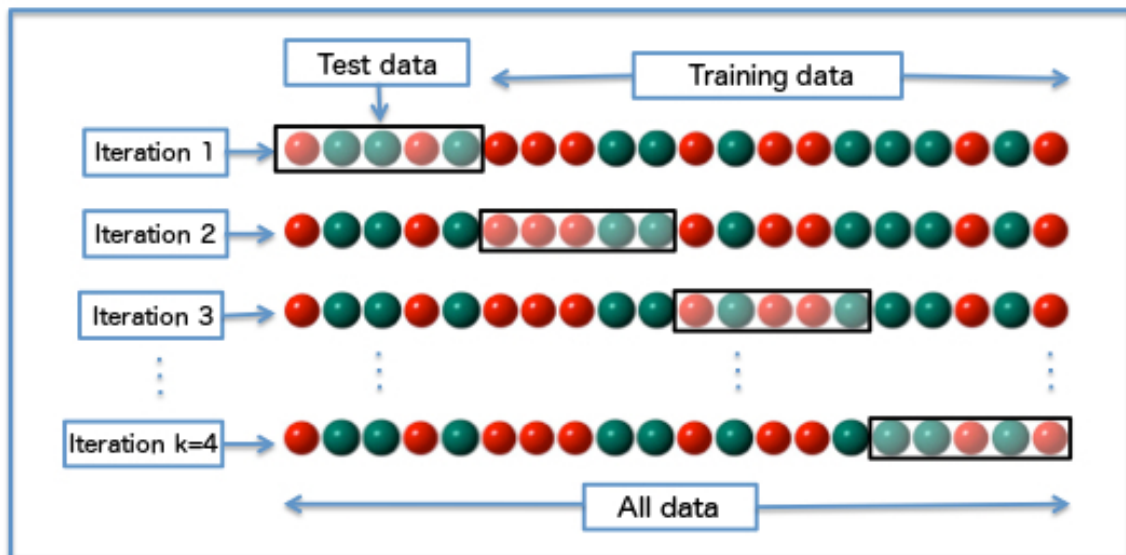 Test data
Training data
Iteration 1
Iteration 2
Iteration 3
Iteration k=4
All data